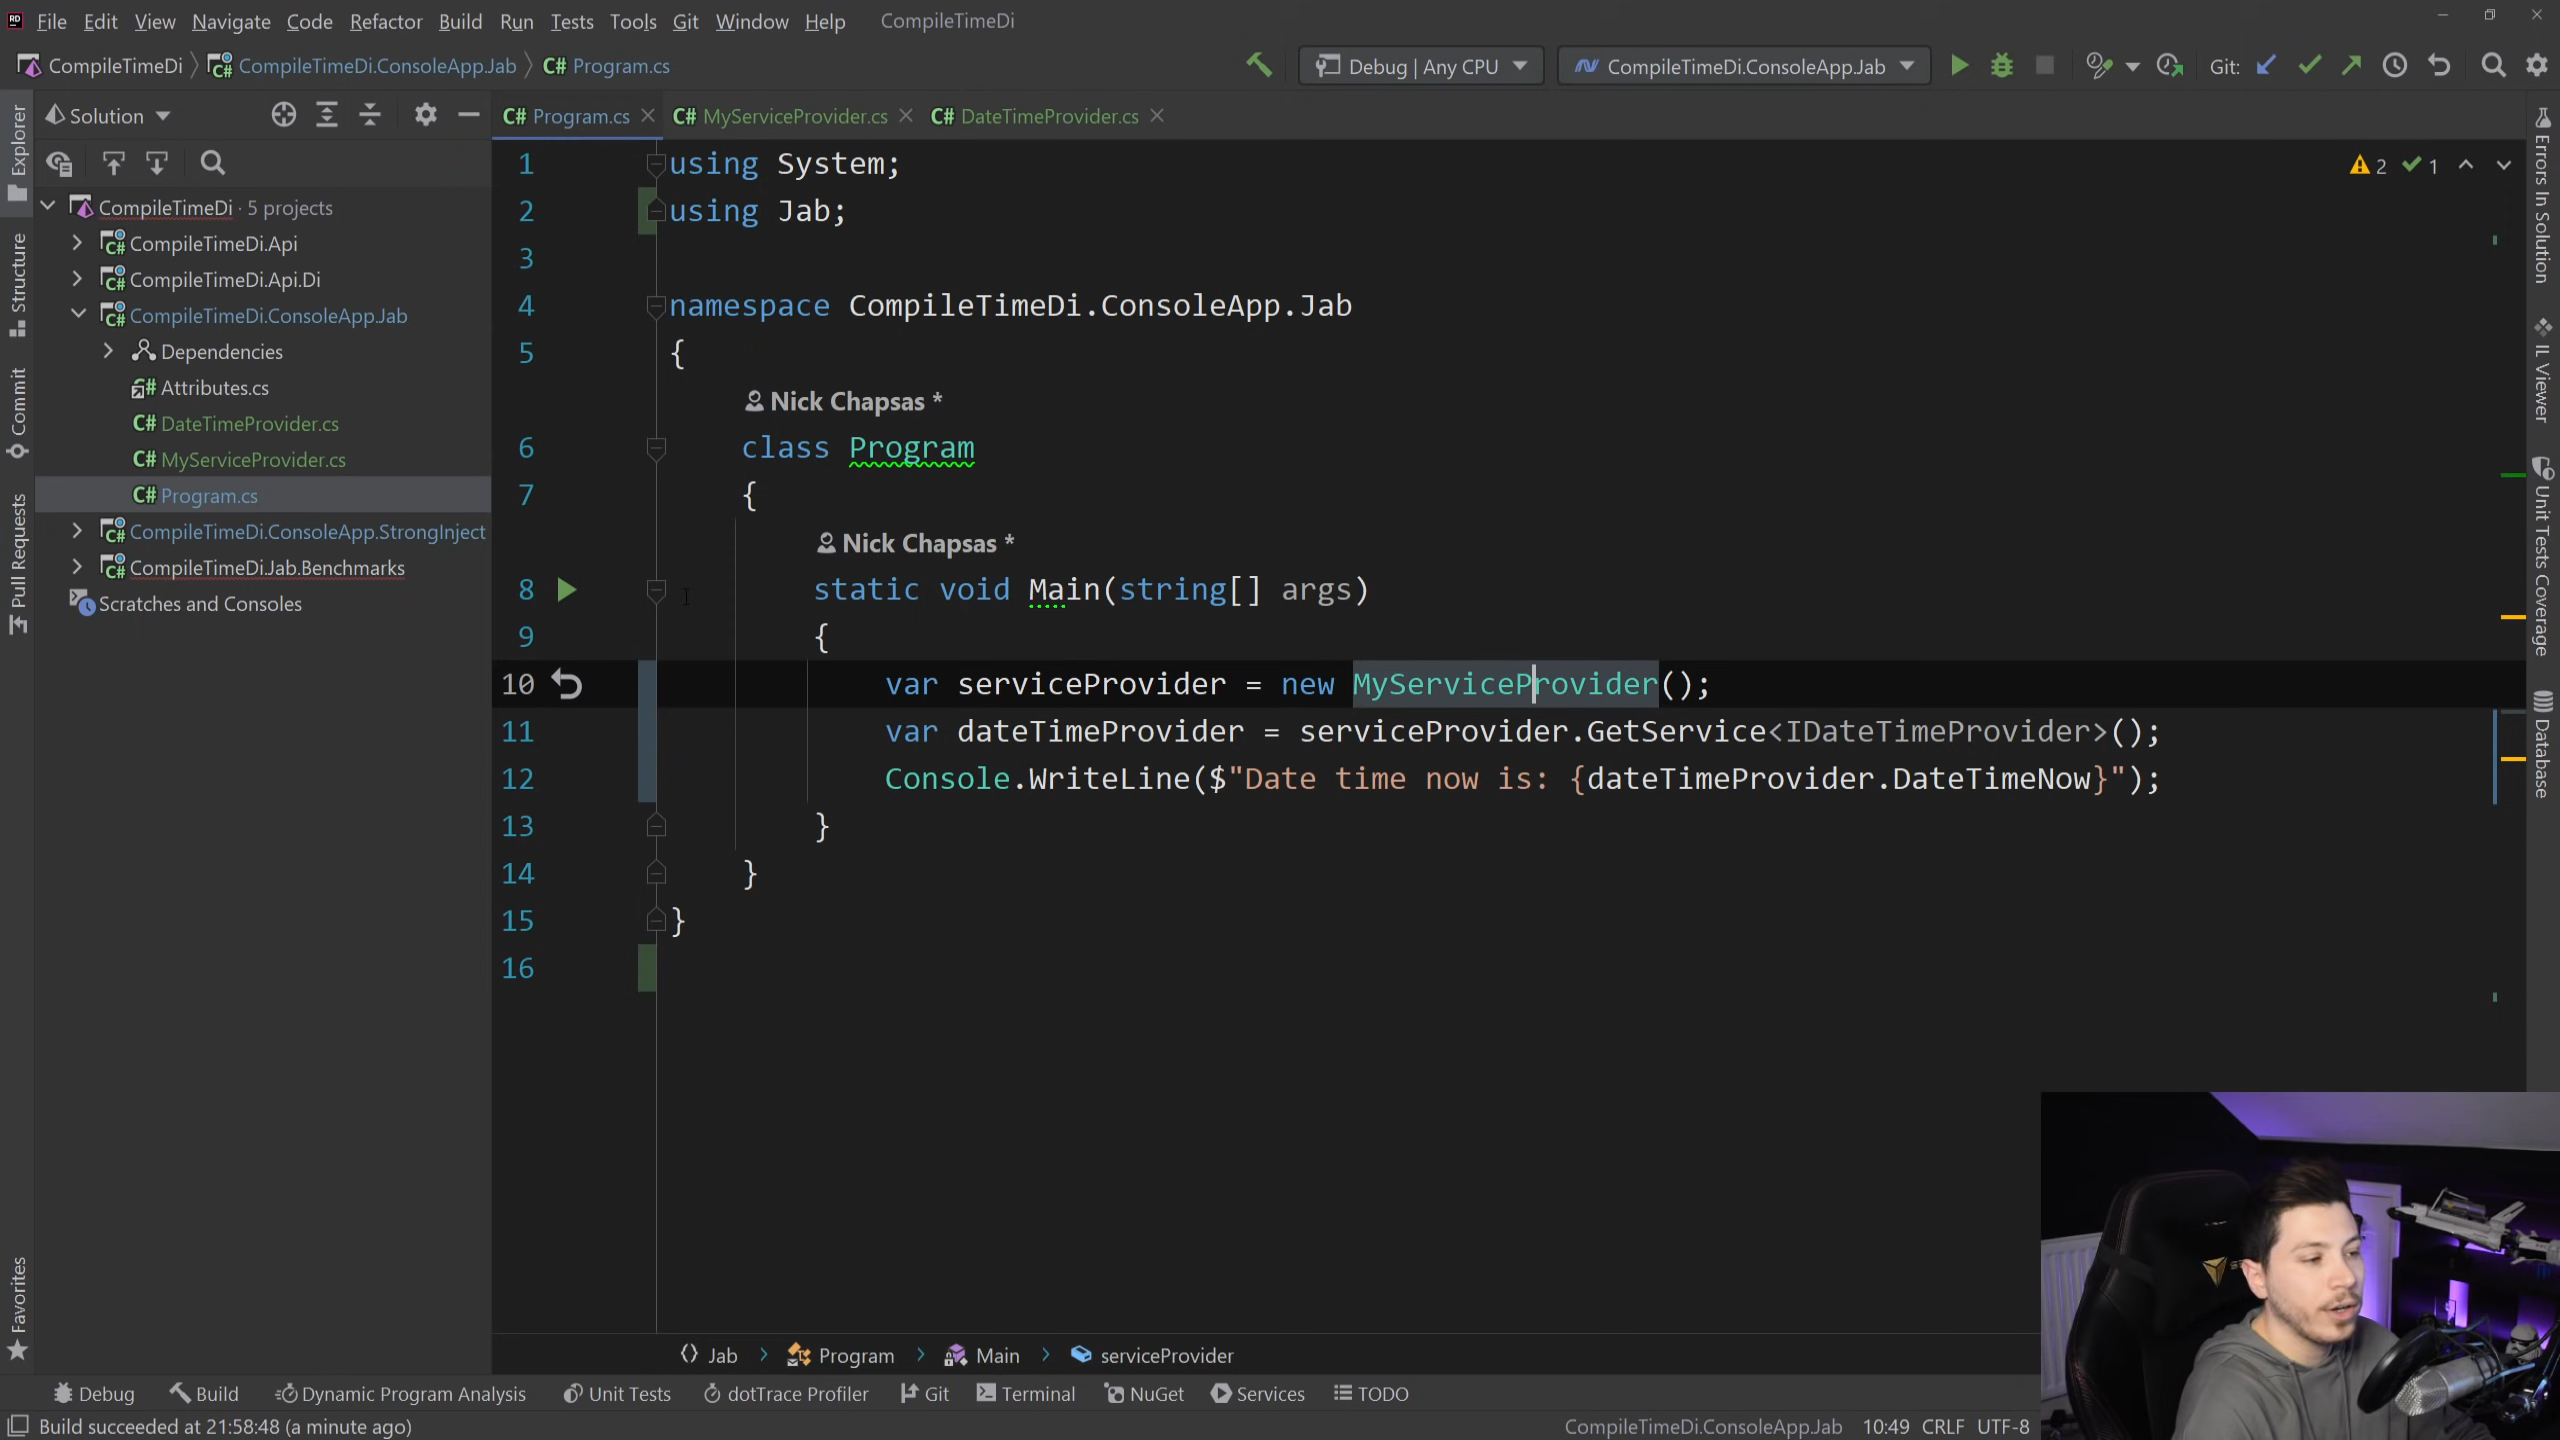 File Edit View Navigate Code Refactor Build Run Tests Tools Git Window Help CompileTimeDi
CompileTimeDi CompileTimeDi.ConsoleApp.Jab C# Program.cs Debug | Any CPU CompileTimeDi.ConsoleApp.Jab Git:
Solution
C# Program.cs C# MyServiceProvider.cs C# DateTimeProvider.cs
Explorer
Structure
Commit
Pull Requests
Favorites
CompileTimeDi · 5 projects
CompileTimeDi.Api
CompileTimeDi.Api.Di
CompileTimeDi.ConsoleApp.Jab
Dependencies
Attributes.cs
C# DateTimeProvider.cs
C# MyServiceProvider.cs
C# Program.cs
CompileTimeDi.ConsoleApp.StrongInject
CompileTimeDi.Jab.Benchmarks
Scratches and Consoles
1 using System;
2 using Jab;
3
4 namespace CompileTimeDi.ConsoleApp.Jab
5 {
Nick Chapsas *
6 class Program
7 {
Nick Chapsas *
8 static void Main(string[] args)
9 {
10 var serviceProvider = new MyServiceProvider();
11 var dateTimeProvider = serviceProvider.GetService<IDateTimeProvider>();
12 Console.WriteLine($"Date time now is: {dateTimeProvider.DateTimeNow}");
13 }
14 }
15 }
16
2 1
Errors In Solution
IL Viewer
Unit Tests Coverage
Database
Jab Program Main serviceProvider
Debug Build Dynamic Program Analysis Unit Tests dotTrace Profiler Git Terminal NuGet Services TODO
Build succeeded at 21:58:48 (a minute ago) CompileTimeDi.ConsoleApp.Jab 10:49 CRLF UTF-8